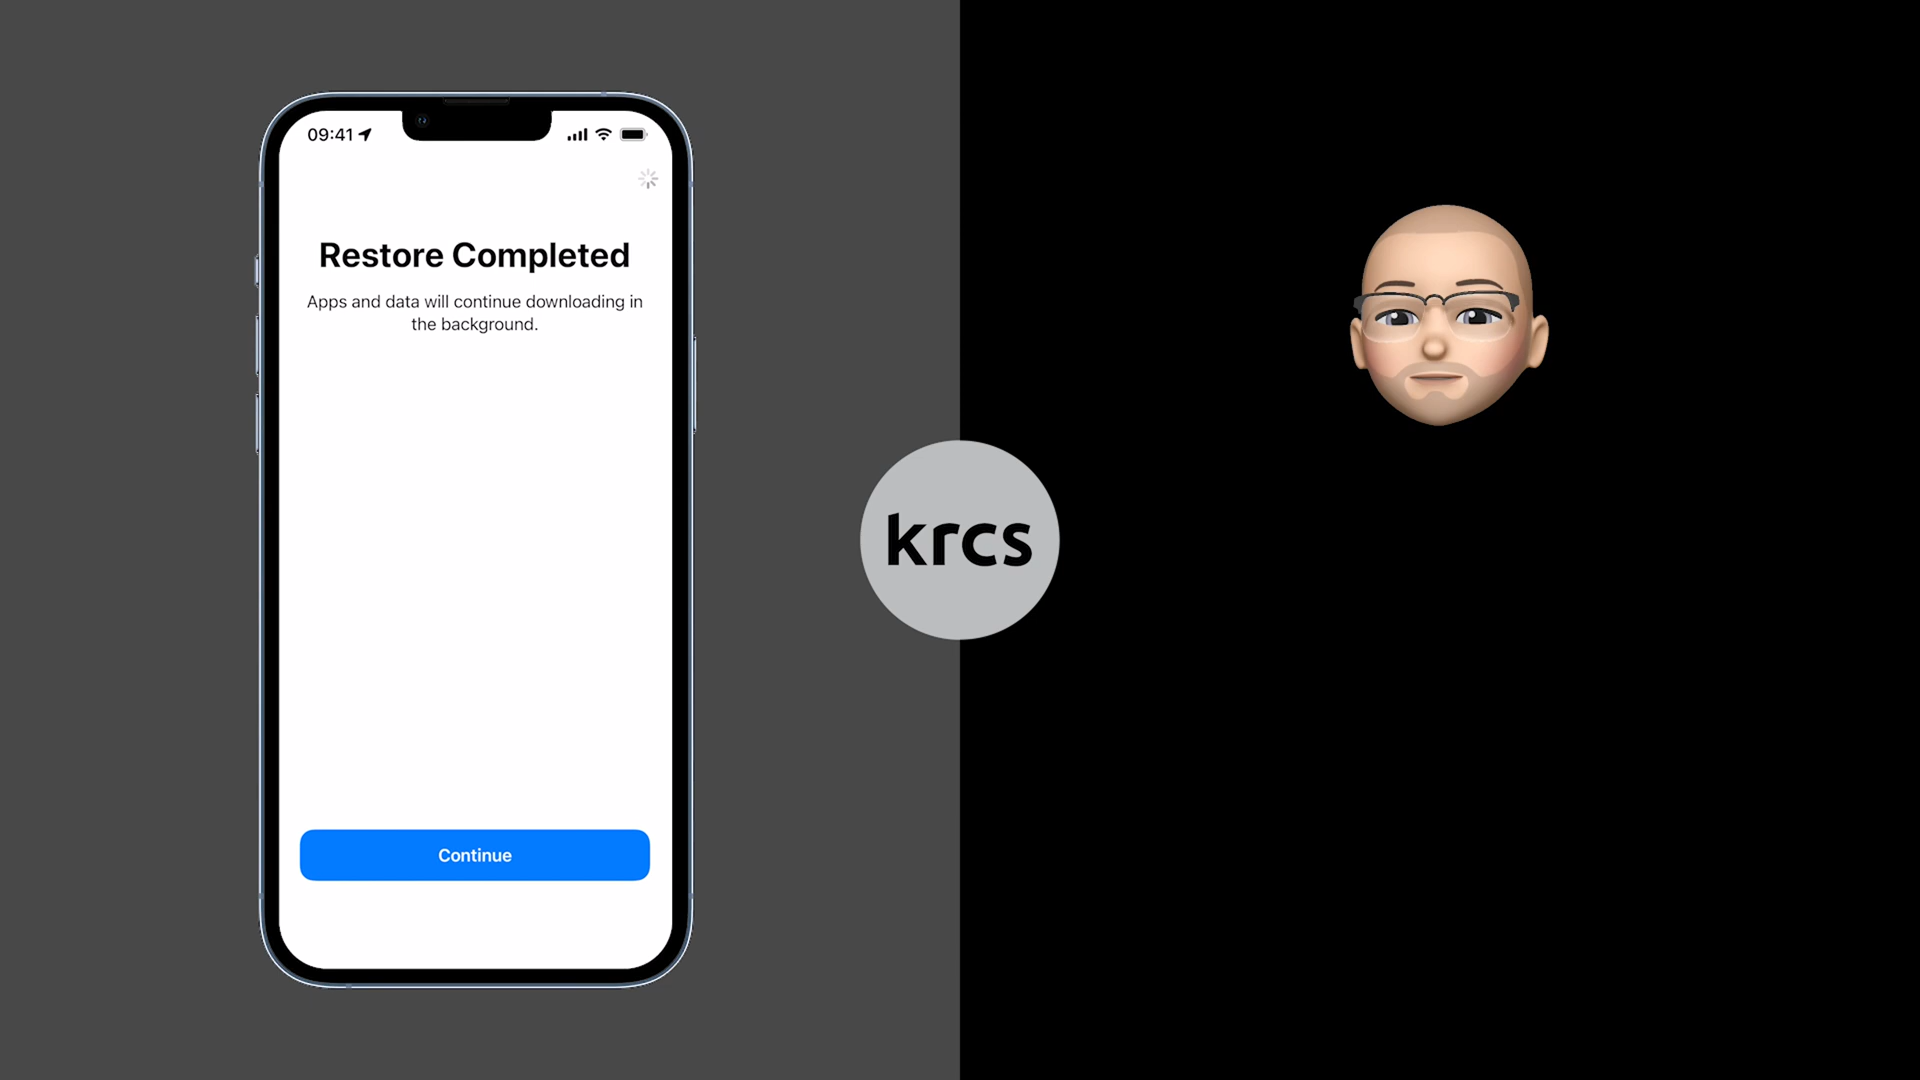 09:41
Restore Completed
Apps and data will continue downloading in
the background.
krcs
Continue